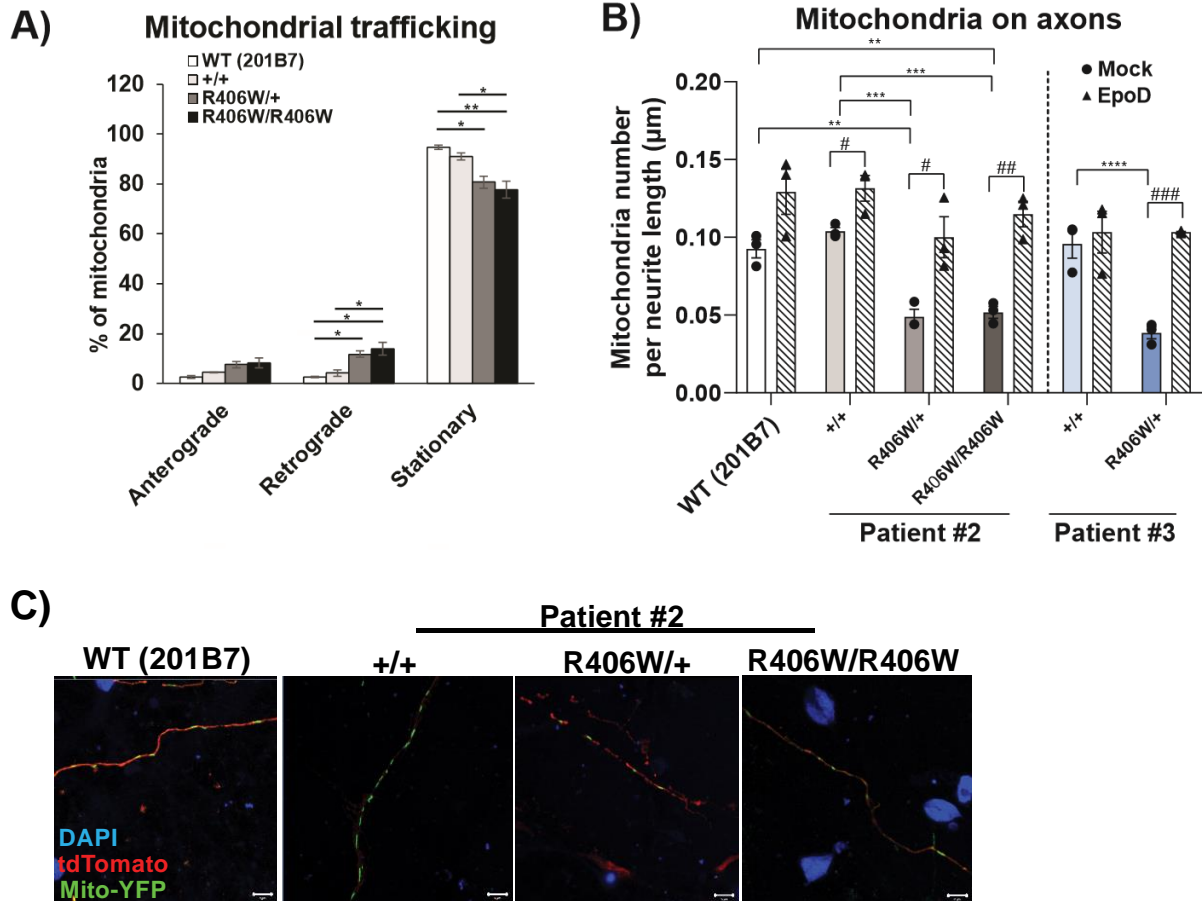 A)
Mitochondrial trafficking
WT (201B7)
+/+
R406W/+
R406W/R406W
% of mitochondria
120
100
80
60
40
20
0
*
**
*
*
*
*
Anterograde
Retrograde
Stationary
B)
Mitochondria on axons
Mock
EpoD
Mitochondria number
per neurite length (µm)
0.20
0.15
0.10
0.05
0.00
**
***
***
**
#
#
##
****
###
WT (201B7)
+/+
R406W/+
R406W/R406W
+/+
R406W/+
Patient #2
Patient #3
C)
Patient #2
WT (201B7)
+/+
R406W/+
R406W/R406W
DAPI
tdTomato
Mito-YFP